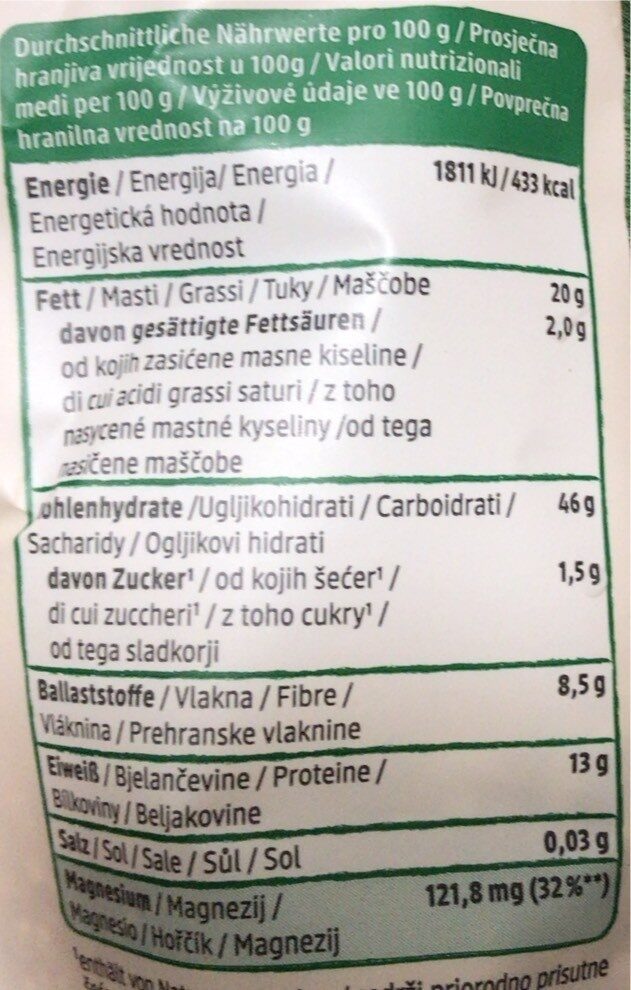 Durchschnittliche Nährwerte pro 100 g / Prosječna
hranjiva vrijednost u 100g / Valori nutrizionali
medi per 100 g / Výživové údaje ve 100 g / Povprečna
hranilna vrednost na 100 g
Energie / Energija/ Energia / 1811 kJ / 433 kcal
Energetická hodnota /
Energijska vrednost
Fett / Masti / Grassi / Tuky / Maščobe 20 g
davon gesättigte Fettsäuren / 2,0 g
od kojih zasićene masne kiseline /
di cui acidi grassi saturi / z toho
nasycené mastné kyseliny /od tega
nasičene maščobe
ohlenhydrate /Ugljikohidrati / Carboidrati / 46 g
Sacharidy / Ogljikovi hidrati
davon Zucker¹ / od kojih šećer¹ / 1,5 g
di cui zuccheri¹ / z toho cukry¹ /
od tega sladkorji
Ballaststoffe / Vlakna / Fibre / 8,5 g
Vláknina / Prehranske vlaknine
Eiweiß / Bjelančevine / Proteine / 13 g
Bílkoviny / Beljakovine
Salz / Sol / Sale / Sůl / Sol 0,03 g
Magnesium / Magnezij / 121,8 mg (32%**)
Magnesio / Hořčík / Magnezij
¹enthält von prirodno prisutne